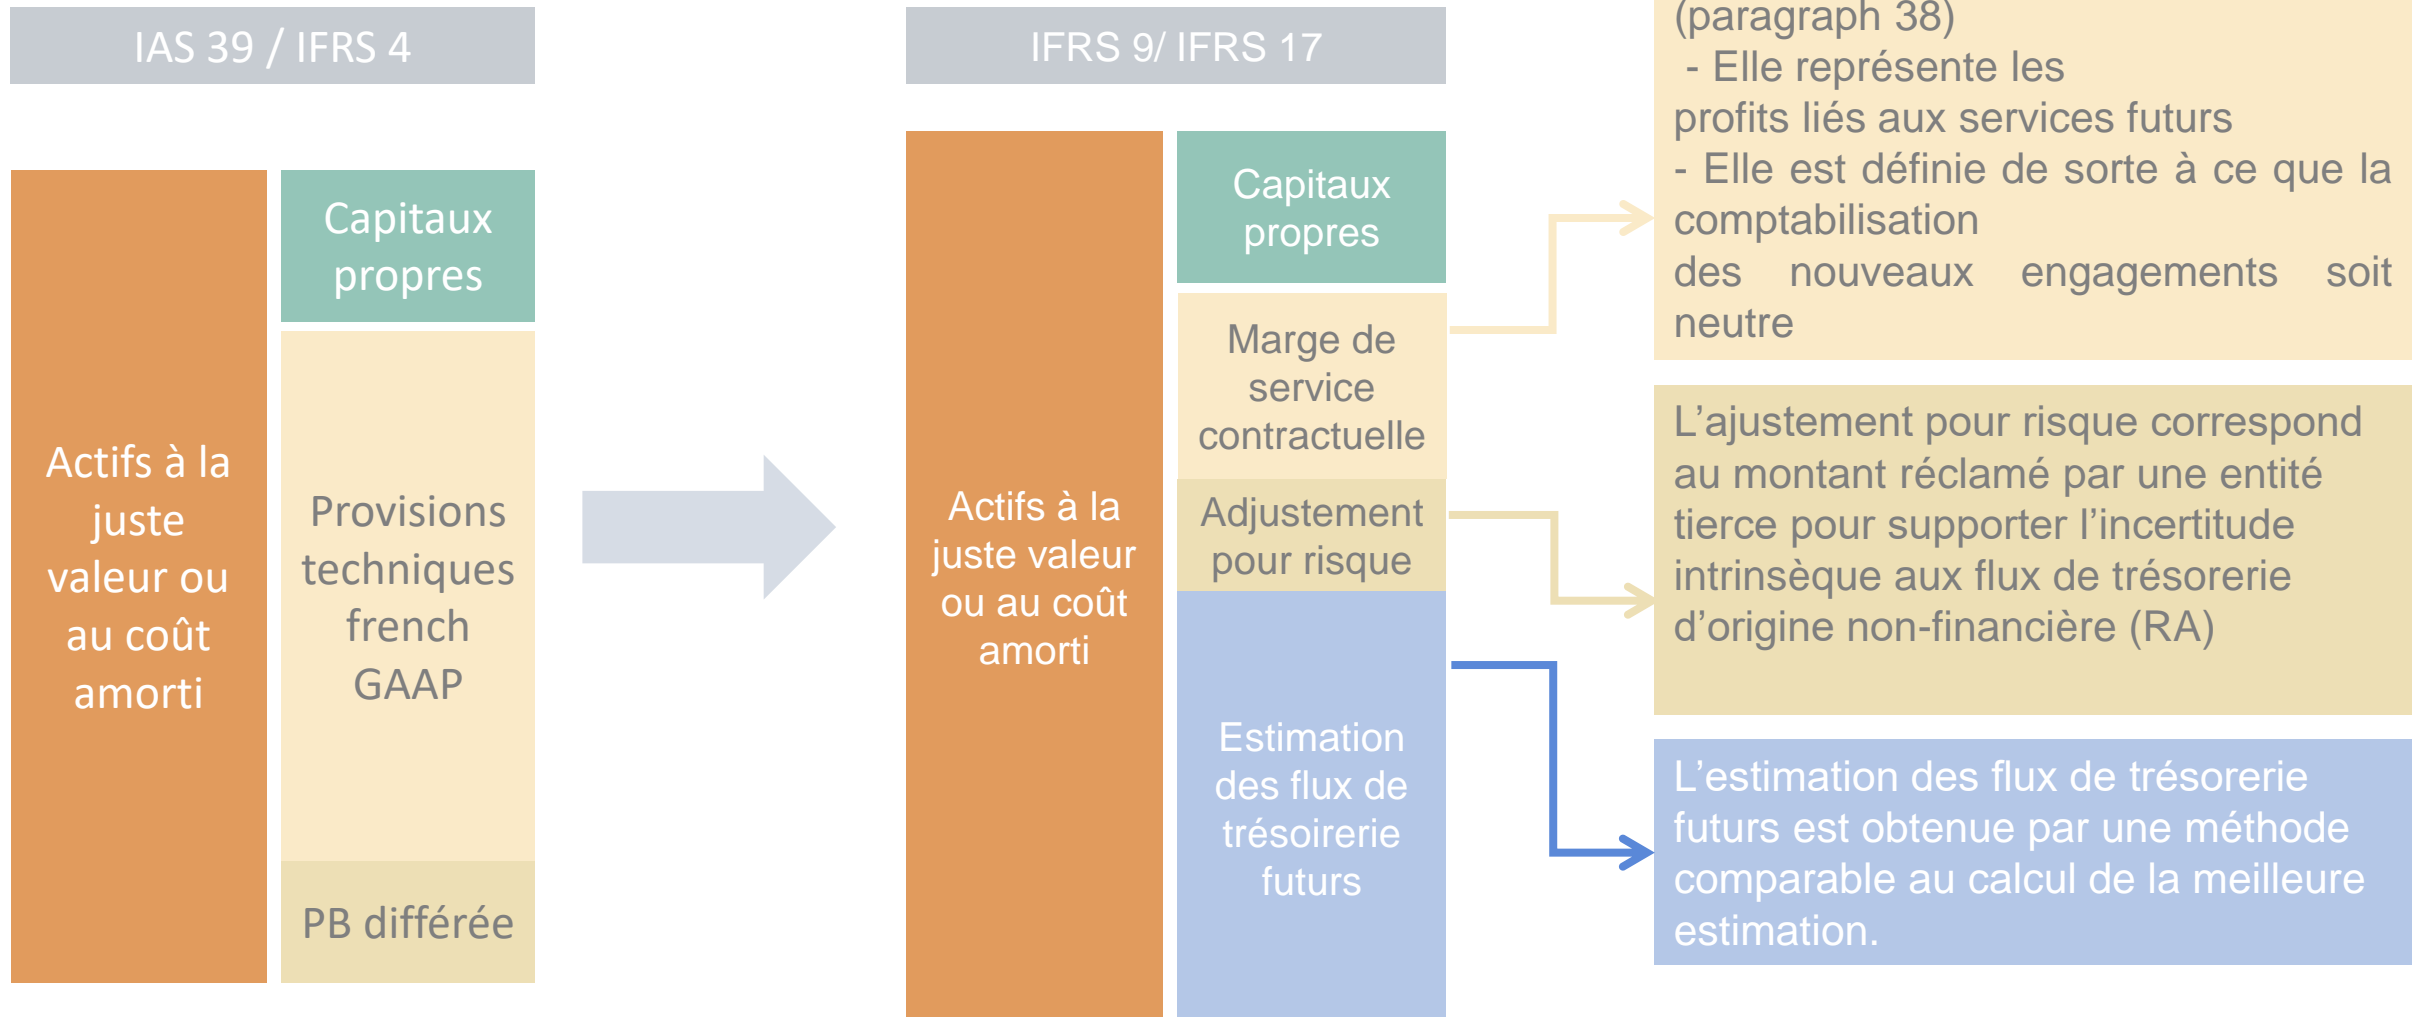 IAS 39 / IFRS 4
Actifs à la
juste
valeur ou
au coût
amorti
Capitaux
propres
Provisions
techniques
french
GAAP
PB différée
IFRS 9/ IFRS 17
Actifs à la
juste valeur
ou au coût
amorti
Capitaux
propres
Marge de
service
contractuelle
Adjustement
pour risque
Estimation
des flux de
trésoirerie
futurs
(paragraph 38)
- Elle représente les
profits liés aux services futurs
- Elle est définie de sorte à ce que la
comptabilisation
des nouveaux engagements soit
neutre
L’ajustement pour risque correspond
au montant réclamé par une entité
tierce pour supporter l’incertitude
intrinsèque aux flux de trésorerie
d’origine non-financière (RA)
L’estimation des flux de trésorerie
futurs est obtenue par une méthode
comparable au calcul de la meilleure
estimation.